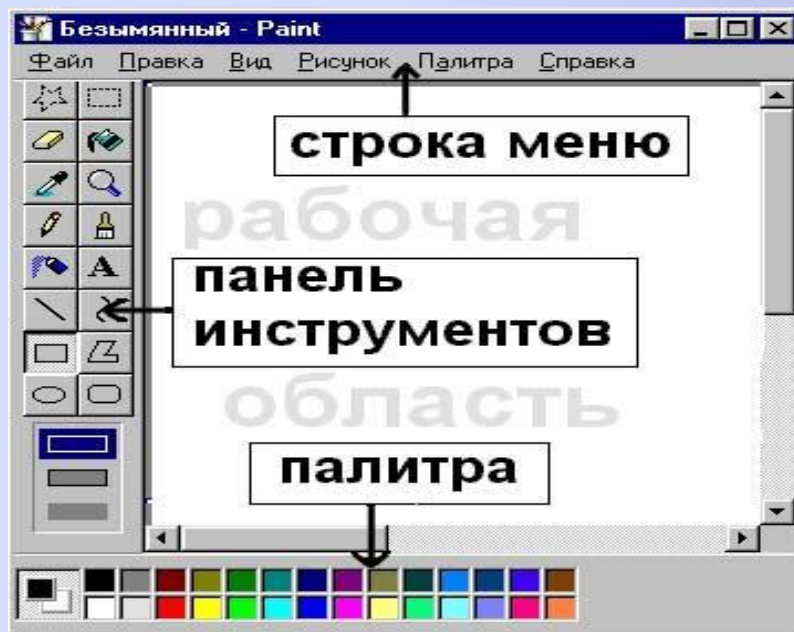 Безымянный - Paint
Файл Правка Вид Рисунок Палитра Справка
строка меню
рабочая
A
панель
инструментов
область
палитра